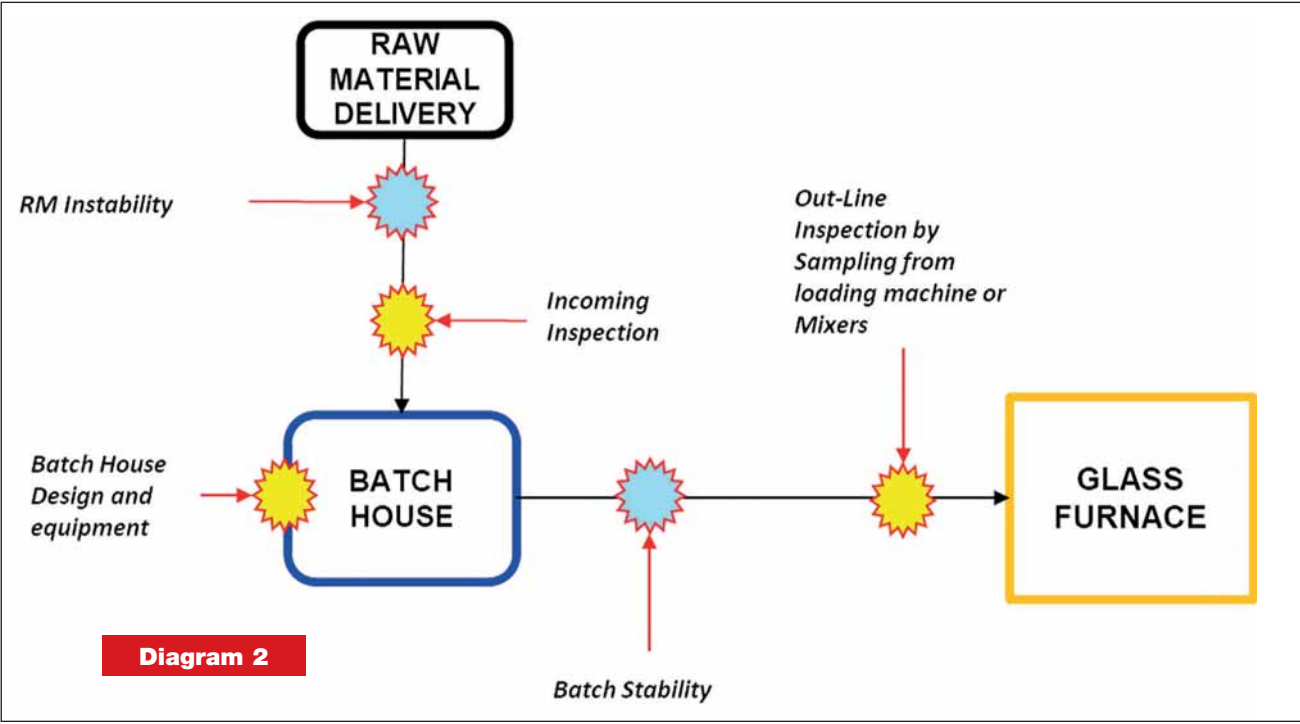 RAW
MATERIAL
DELIVERY
RM Instability
Incoming
Inspection
Out-Line
Inspection by
Sampling from
loading machine or
Mixers
Batch House
Design and
equipment
BATCH
HOUSE
GLASS
FURNACE
Diagram 2
Batch Stability